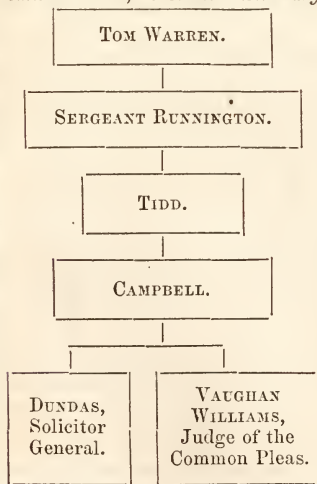 TOM WARREN.
SERGEANT RUNNINGTON.
TIDD.
CAMPBELL.
DUNDAS,
Solicitor
General.
VAUGHAN
WILLIAMS,
Judge of the
Common Pleas.